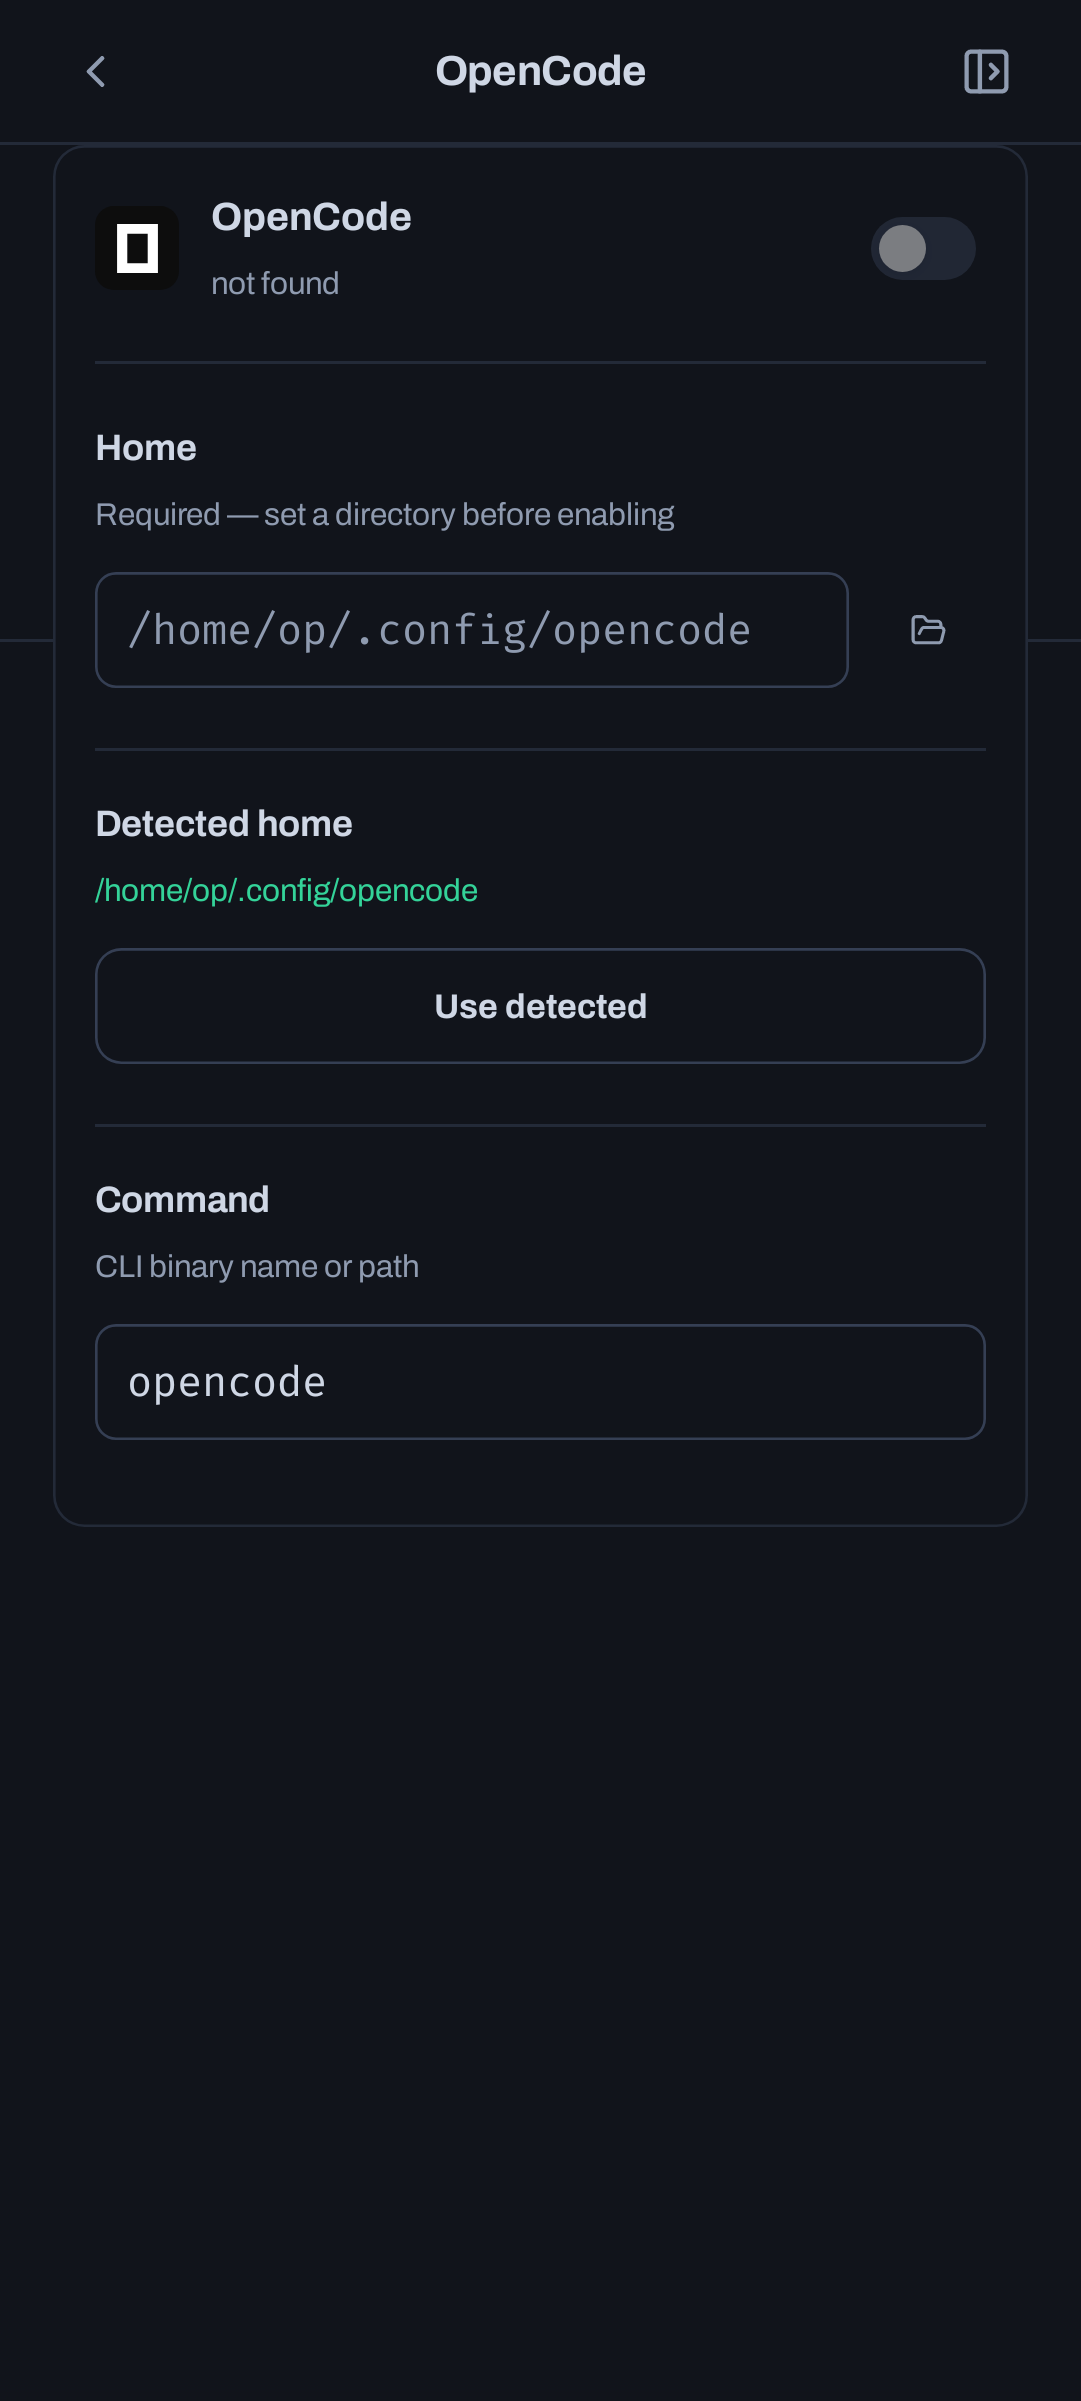 OpenCode
OpenCode
not found
Home
Required — set a directory before enabling
/home/op/.config/opencode
Detected home
/home/op/.config/opencode
Use detected
Command
CLI binary name or path
opencode